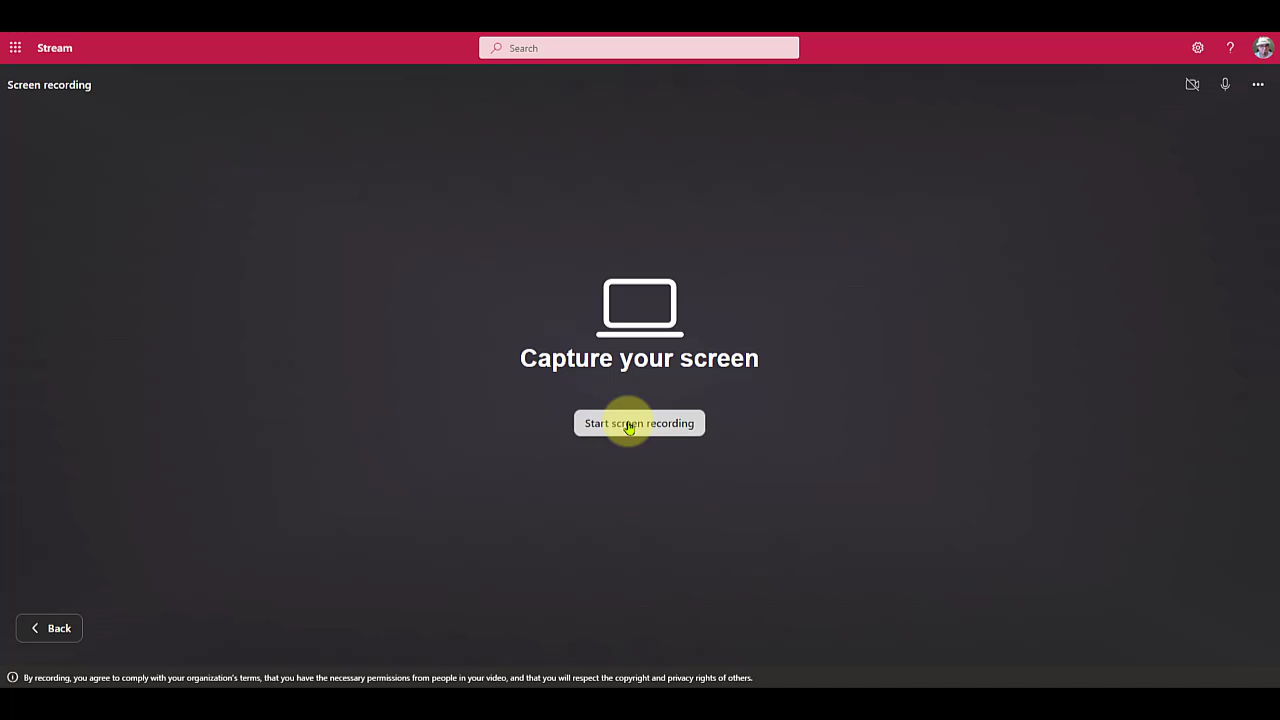 Stream
Search
?
Screen recording
Capture your screen
Start screen recording
Back
By recording, you agree to comply with your organization's terms, that you have the necessary permissions from people in your video, and that you will respect the copyright and privacy rights of others.